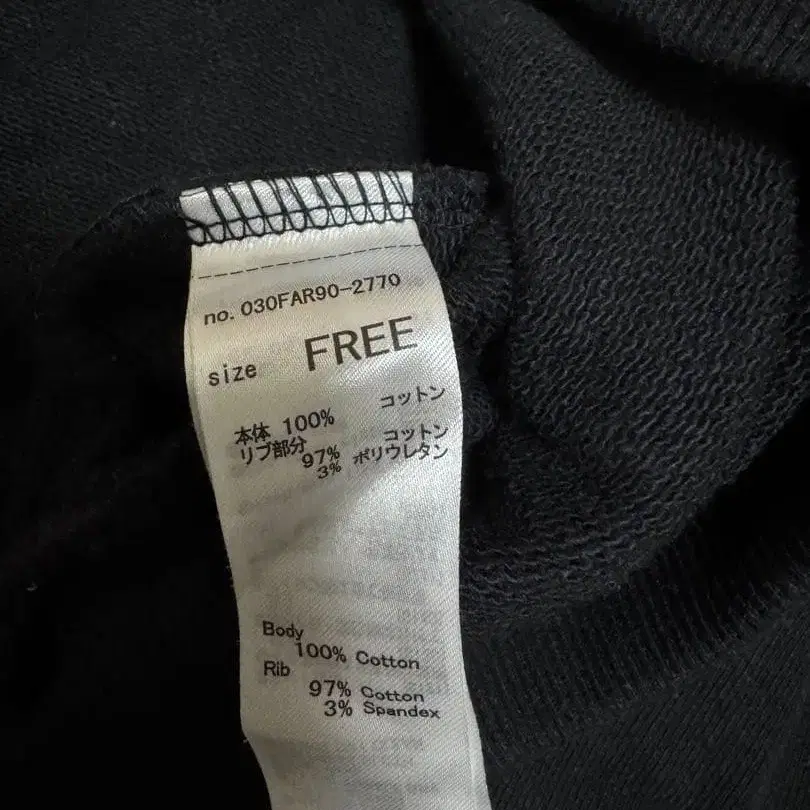 no. 030FAR90-2770
size FREE
本体 100% コットン
リブ部分 97% コットン
3% ポリウレタン
Body
100% Cotton
Rib
97% Cotton
3% Spandex